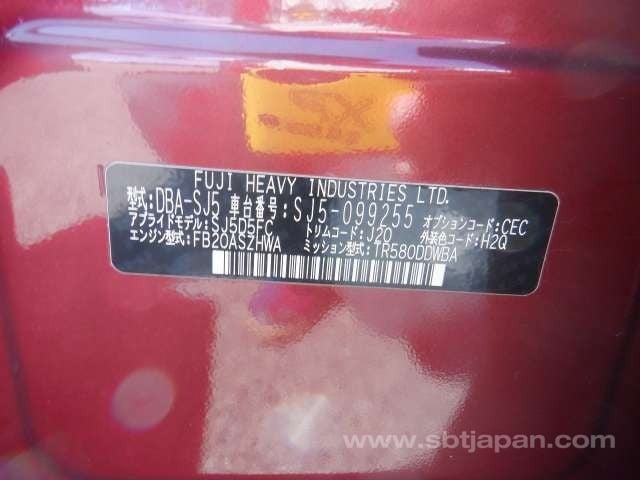 FUJI HEAVY INDUSTRIES LTD.
型式:DBA-SJ5 車台番号:SJ5-099255 オプションコード:CEC
アプライドモデル:SJ5D5FC トリムコード:J20 外装色コード:H2Q
エンジン型式:FB20ASZHWA ミッション型式:TR580DDWBA
www.sbtjapan.com/